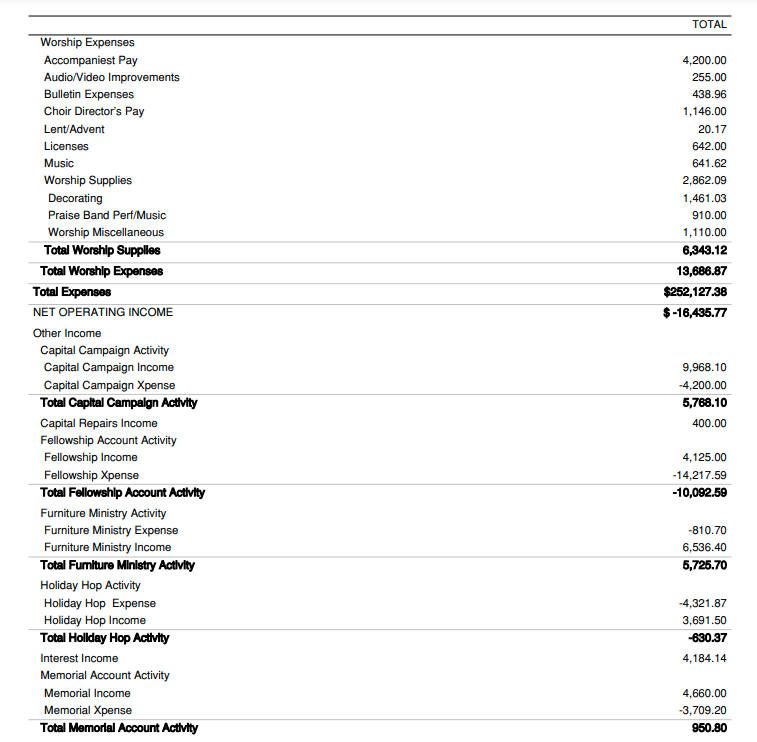 TOTAL
Worship Expenses
Accompaniest Pay 4,200.00
Audio/Video Improvements 255.00
Bulletin Expenses 438.96
Choir Director's Pay 1,146.00
Lent/Advent 20.17
Licenses 642.00
Music 641.62
Worship Supplies 2,862.09
Decorating 1,461.03
Praise Band Perf/Music 910.00
Worship Miscellaneous 1,110.00
Total Worship Supplies 6,343.12
Total Worship Expenses 13,686.87
Total Expenses $252,127.38
NET OPERATING INCOME $ -16,435.77
Other Income
Capital Campaign Activity
Capital Campaign Income 9,968.10
Capital Campaign Xpense -4,200.00
Total Capital Campaign Activity 5,768.10
Capital Repairs Income 400.00
Fellowship Account Activity
Fellowship Income 4,125.00
Fellowship Xpense -14,217.59
Total Fellowship Account Activity -10,092.59
Furniture Ministry Activity
Furniture Ministry Expense -810.70
Furniture Ministry Income 6,536.40
Total Furniture Ministry Activity 5,725.70
Holiday Hop Activity
Holiday Hop Expense -4,321.87
Holiday Hop Income 3,691.50
Total Holiday Hop Activity -630.37
Interest Income 4,184.14
Memorial Account Activity
Memorial Income 4,660.00
Memorial Xpense -3,709.20
Total Memorial Account Activity 950.80